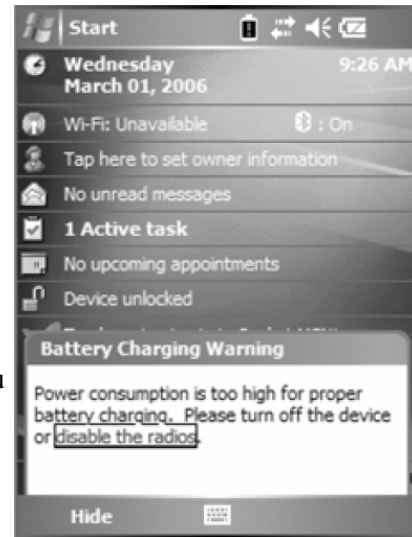 Start
Wednesday 9:26 AM
March 01, 2006
Wi-Fi: Unavailable : On
Tap here to set owner information
No unread messages
1 Active task
No upcoming appointments
Device unlocked
Battery Charging Warning
Power consumption is too high for proper
battery charging. Please turn off the device
or disable the radios.
Hide